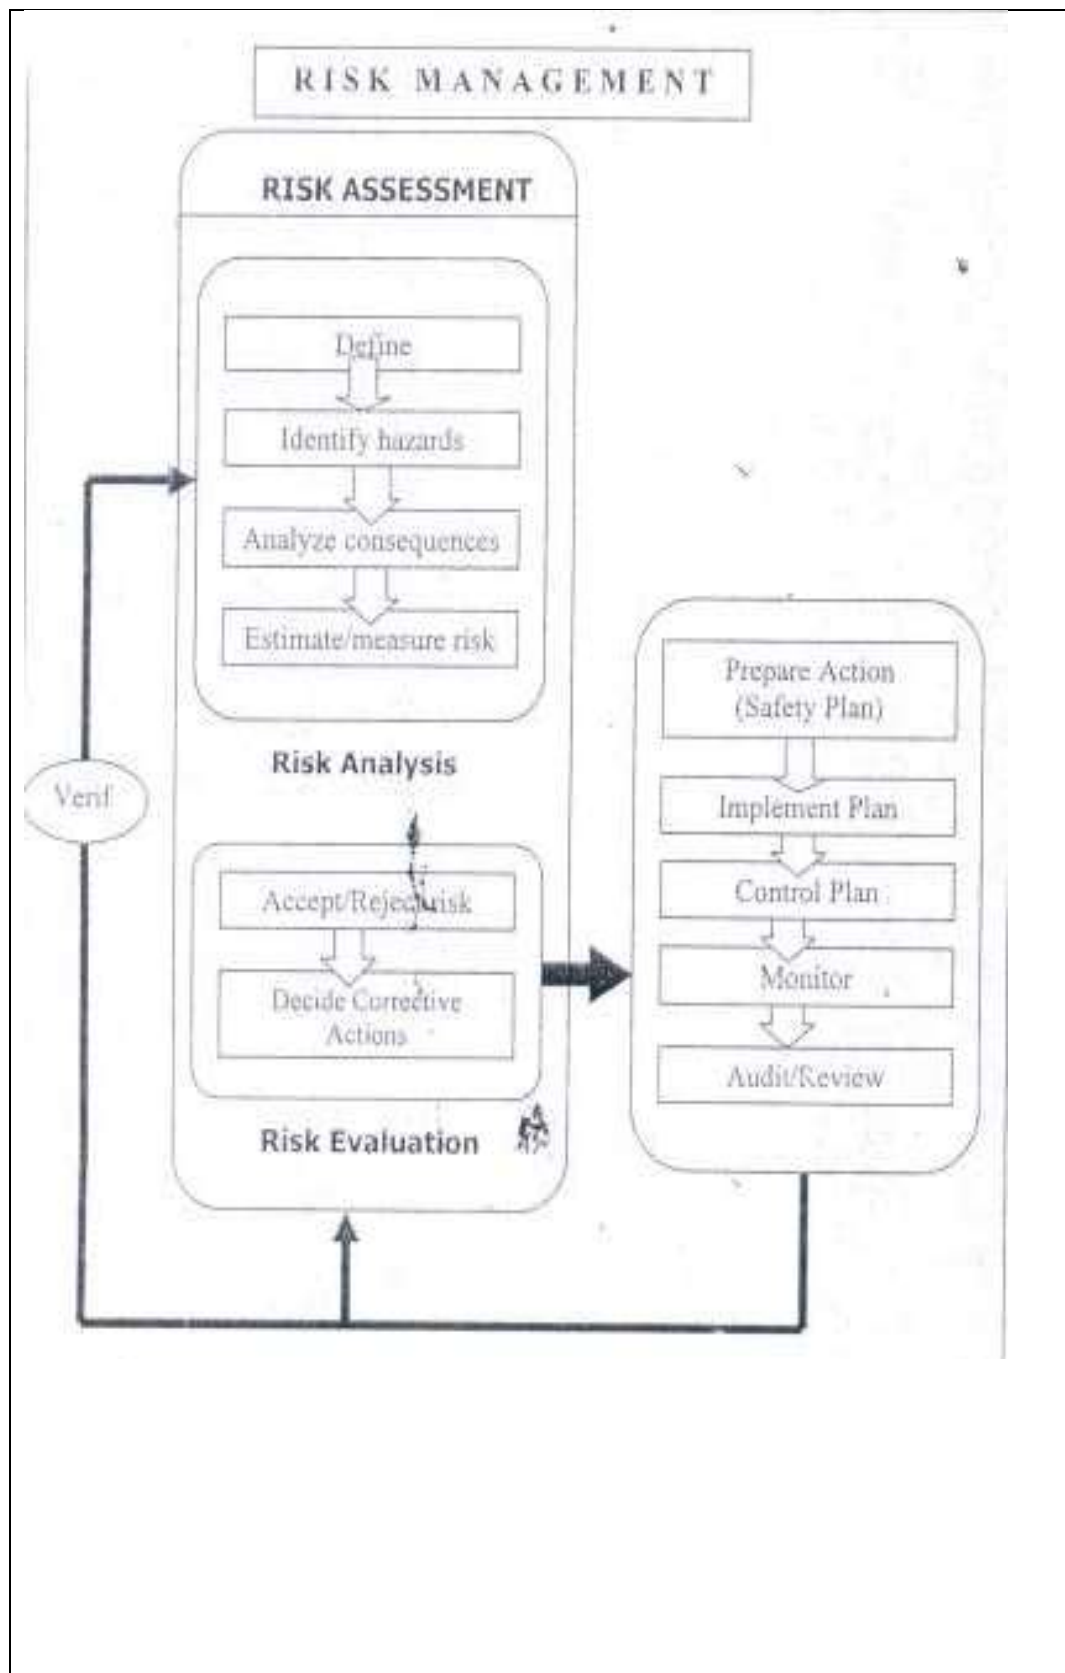 RISK MANAGEMENT
RISK ASSESSMENT
Define
Identify hazards
Analyze consequences
Estimate/measure risk
Risk Analysis
Verif
Accept/Reject risk
Decide Corrective
Actions
Risk Evaluation
Prepare Action
(Safety Plan)
Implement Plan
Control Plan
Monitor
Audit/Review